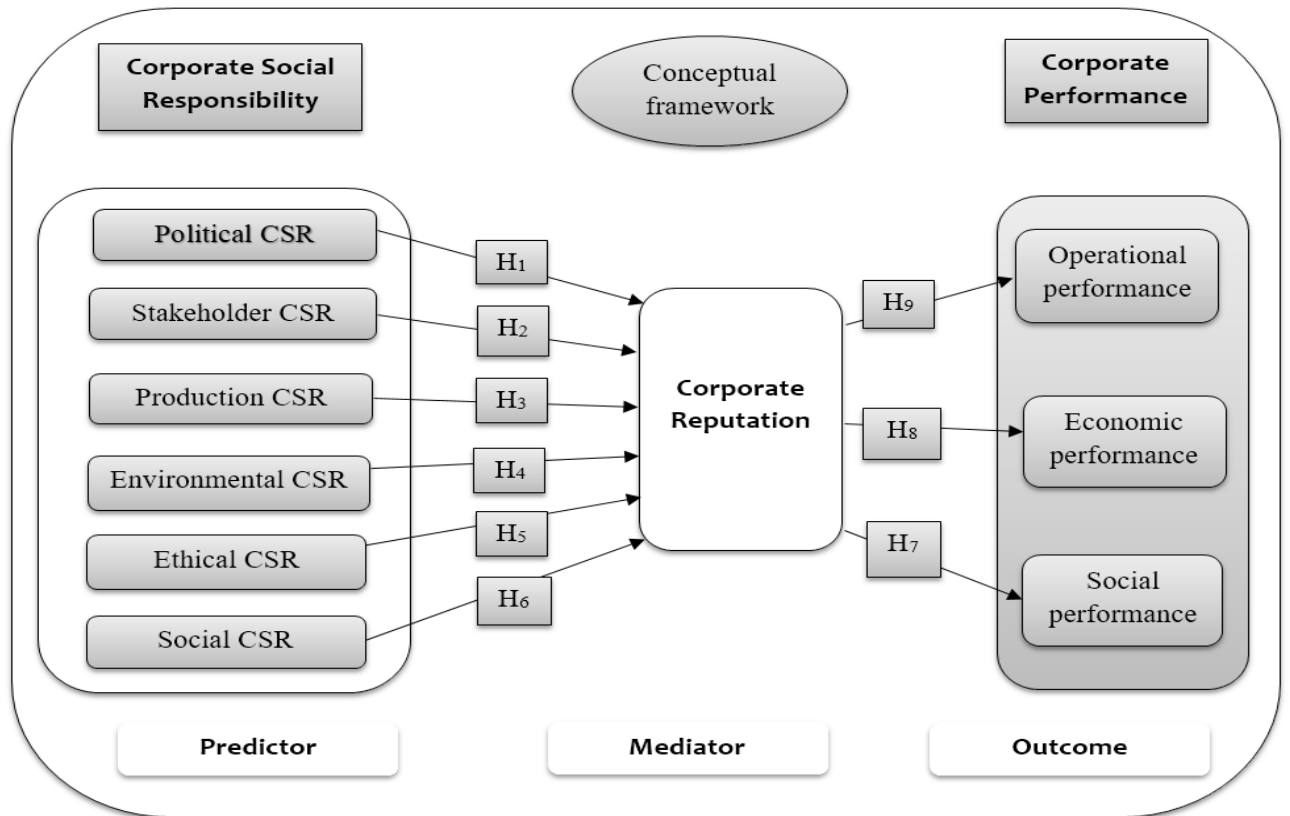 Corporate Social
Responsibility
Conceptual
framework
Corporate
Performance
Political CSR
Stakeholder CSR
Production CSR
Environmental CSR
Ethical CSR
Social CSR
H₁
H₂
H₃
H₄
H₅
H₆
Corporate
Reputation
H₉
H₈
H₇
Operational
performance
Economic
performance
Social
performance
Predictor
Mediator
Outcome